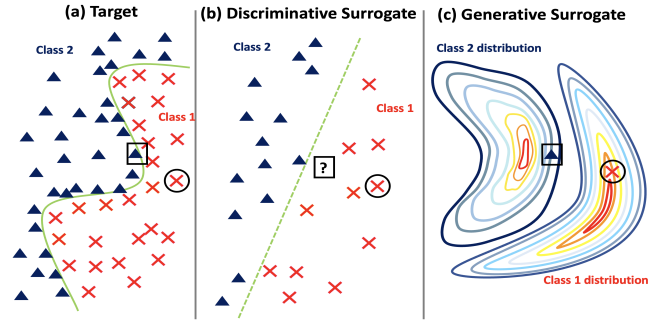 (a) Target
Class 2
Class 1
(b) Discriminative Surrogate
Class 2
Class 1
?
(c) Generative Surrogate
Class 2 distribution
Class 1 distribution